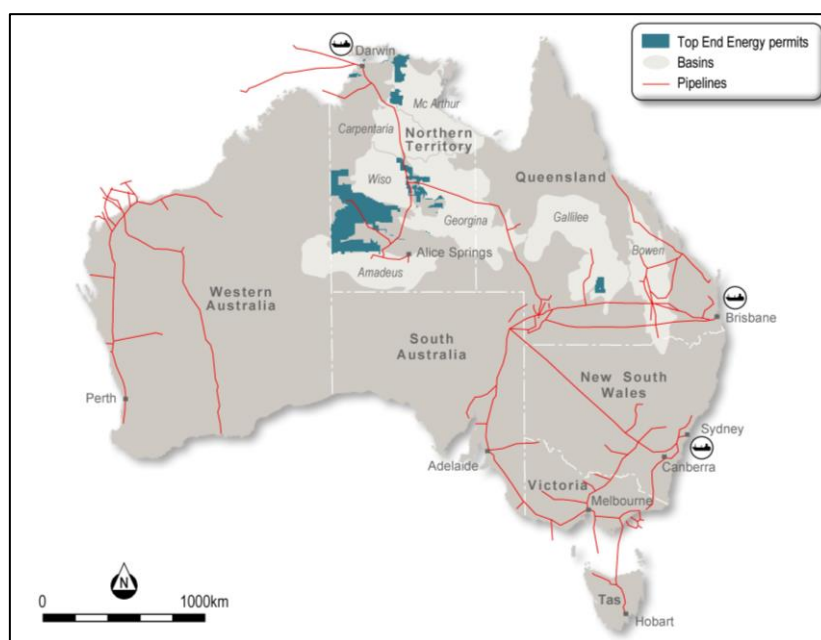 Top End Energy permits
Basins
Pipelines
Darwin
Mc Arthur
Carpentaria
Northern
Territory
Wiso
Queensland
Georgina
Gallilee
Bowen
Alice Springs
Amadeus
Western
Australia
South
Australia
Brisbane
New South
Wales
Perth
Sydney
Adelaide
Canberra
Victoria
Melbourne
N
0
1000km
Tas
Hobart